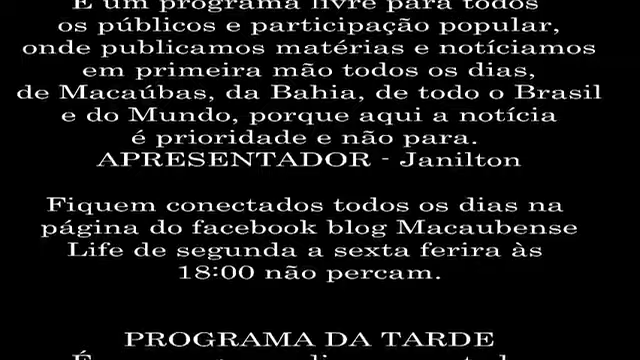 É um programa livre para todos
os públicos e participação popular,
onde publicamos matérias e notíciamos
em primeira mão todos os dias,
de Macaúbas, da Bahia, de todo o Brasil
e do Mundo, porque aqui a notícia
é prioridade e não para.
APRESENTADOR - Janilton
Fiquem conectados todos os dias na
página do facebook blog Macaubense
Life de segunda a sexta ferira às
18:00 não percam.
PROGRAMA DA TARDE
É um